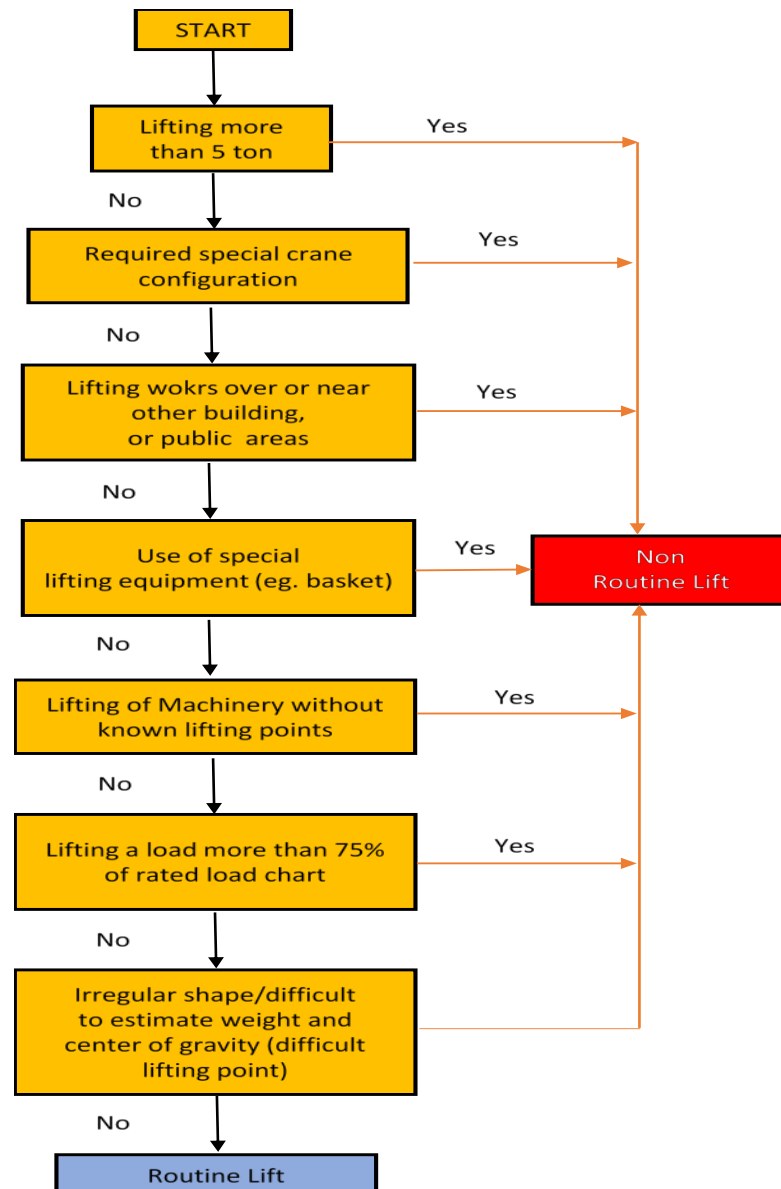 START
Lifting more
than 5 ton
Yes
No
Required special crane
configuration
Yes
No
Lifting wokrs over or near
other building,
or public areas
Yes
No
Use of special
lifting equipment (eg. basket)
Yes
Non
Routine Lift
No
Lifting of Machinery without
known lifting points
Yes
No
Lifting a load more than 75%
of rated load chart
Yes
No
Irregular shape/difficult
to estimate weight and
center of gravity (difficult
lifting point)
No
Routine Lift